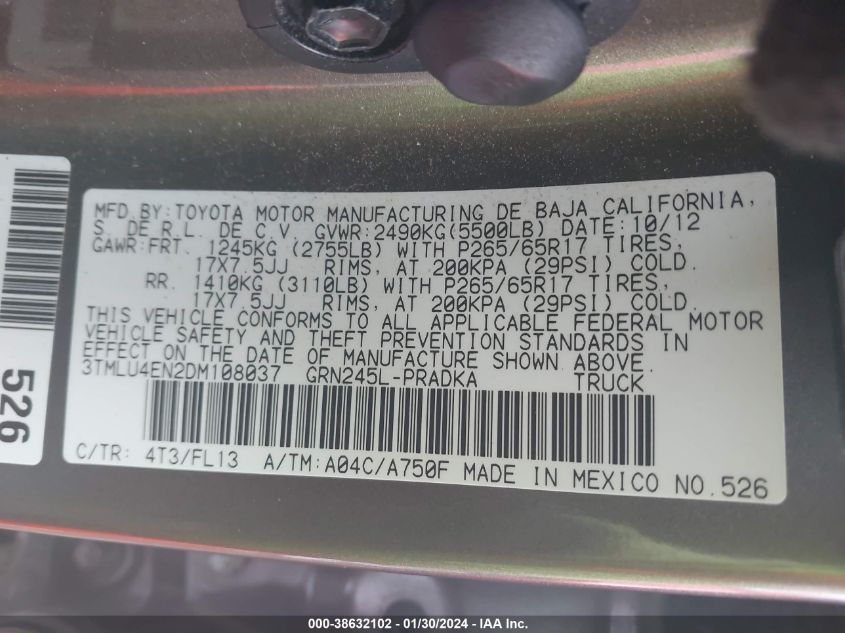 MFD. BY: TOYOTA MOTOR MANUFACTURING DE BAJA CALIFORNIA,
S. DE R.L. DE C.V. GVWR:2490KG(5500LB) DATE:10/12
GAWR:FRT. 1245KG (2755LB) WITH P265/65R17 TIRES,
17X7.5JJ RIMS, AT 200KPA (29PSI) COLD.
RR. 1410KG (3110LB) WITH P265/65R17 TIRES,
17X7.5JJ RIMS, AT 200KPA (29PSI) COLD.
THIS VEHICLE CONFORMS TO ALL APPLICABLE FEDERAL MOTOR
VEHICLE SAFETY AND THEFT PREVENTION STANDARDS IN
EFFECT ON THE DATE OF MANUFACTURE SHOWN ABOVE.
3TMLU4EN2DM108037 GRN245L-PRADKA TRUCK
C/TR: 4T3/FL13 A/TM:A04C/A750F MADE IN MEXICO NO.526
526
000-38632102 - 01/30/2024 - IAA Inc.